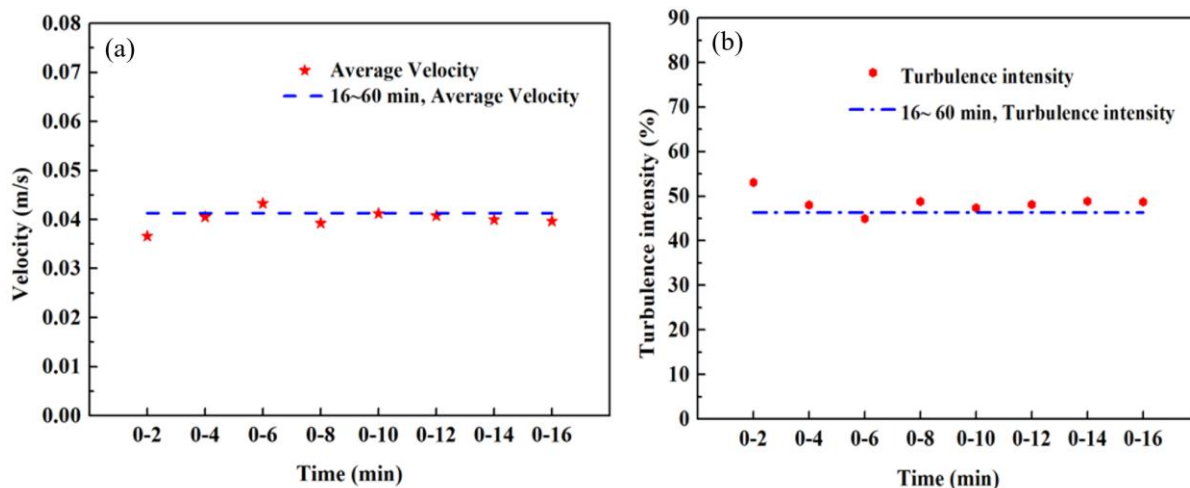 (a)
Average Velocity
16~60 min, Average Velocity
Velocity (m/s)
0.08
0.07
0.06
0.05
0.04
0.03
0.02
0.01
0.00
0-2 0-4 0-6 0-8 0-10 0-12 0-14 0-16
Time (min)
(b)
Turbulence intensity
16~ 60 min, Turbulence intensity
Turbulence intensity (%)
90
80
70
60
50
40
30
20
10
0
0-2 0-4 0-6 0-8 0-10 0-12 0-14 0-16
Time (min)